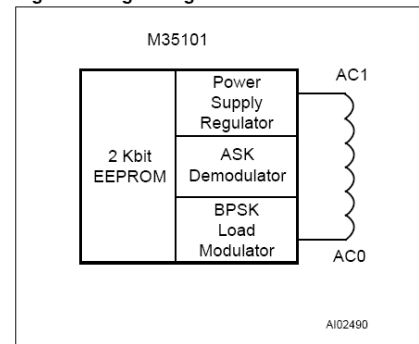 M35101
AC1
Power
Supply
Regulator
2 Kbit
EEPROM
ASK
Demodulator
BPSK
Load
Modulator
AC0
AI02490